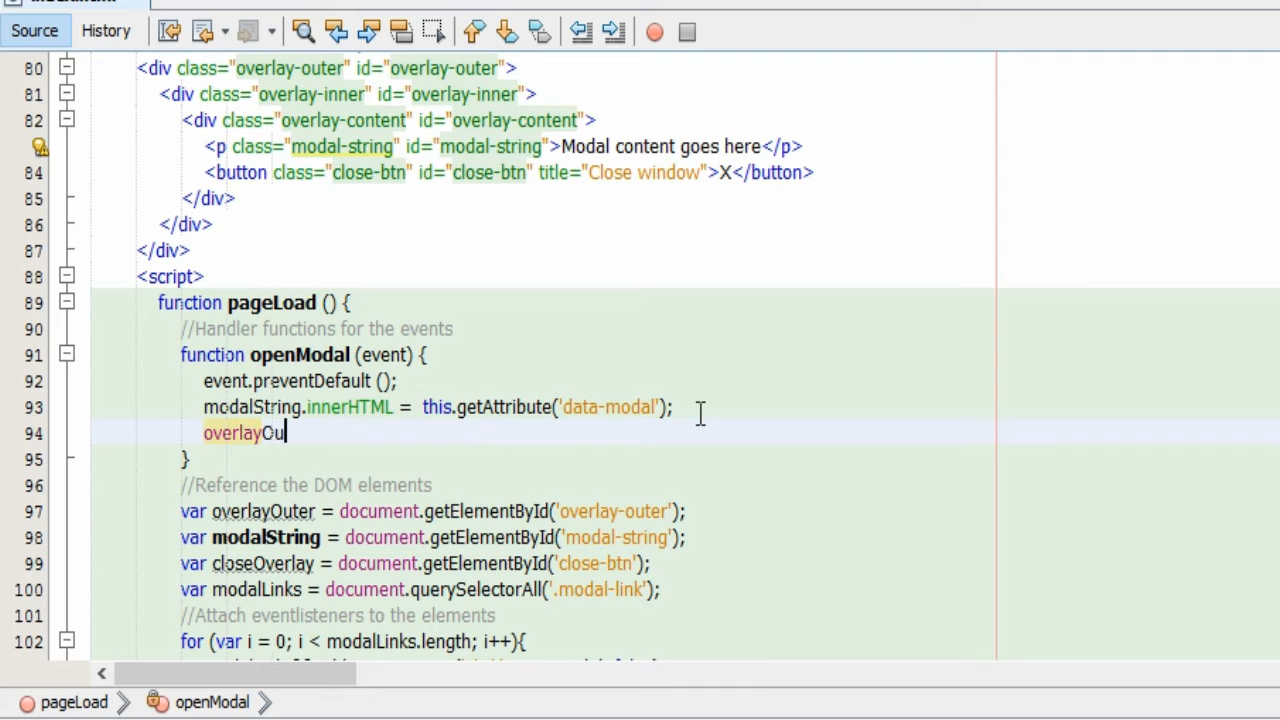 Source History
80 <div class="overlay-outer" id="overlay-outer">
81 <div class="overlay-inner" id="overlay-inner">
82 <div class="overlay-content" id="overlay-content">
<p class="modal-string" id="modal-string">Modal content goes here</p>
84 <button class="close-btn" id="close-btn" title="Close window">X</button>
85 </div>
86 </div>
87 </div>
88 <script>
89 function pageLoad () {
90 //Handler functions for the events
91 function openModal (event) {
92 event.preventDefault ();
93 modalString.innerHTML = this.getAttribute('data-modal');
94 overlayOu
95 }
96 //Reference the DOM elements
97 var overlayOuter = document.getElementById('overlay-outer');
98 var modalString = document.getElementById('modal-string');
99 var closeOverlay = document.getElementById('close-btn');
100 var modalLinks = document.querySelectorAll('.modal-link');
101 //Attach eventlisteners to the elements
102 for (var i = 0; i < modalLinks.length; i++){
pageLoad openModal